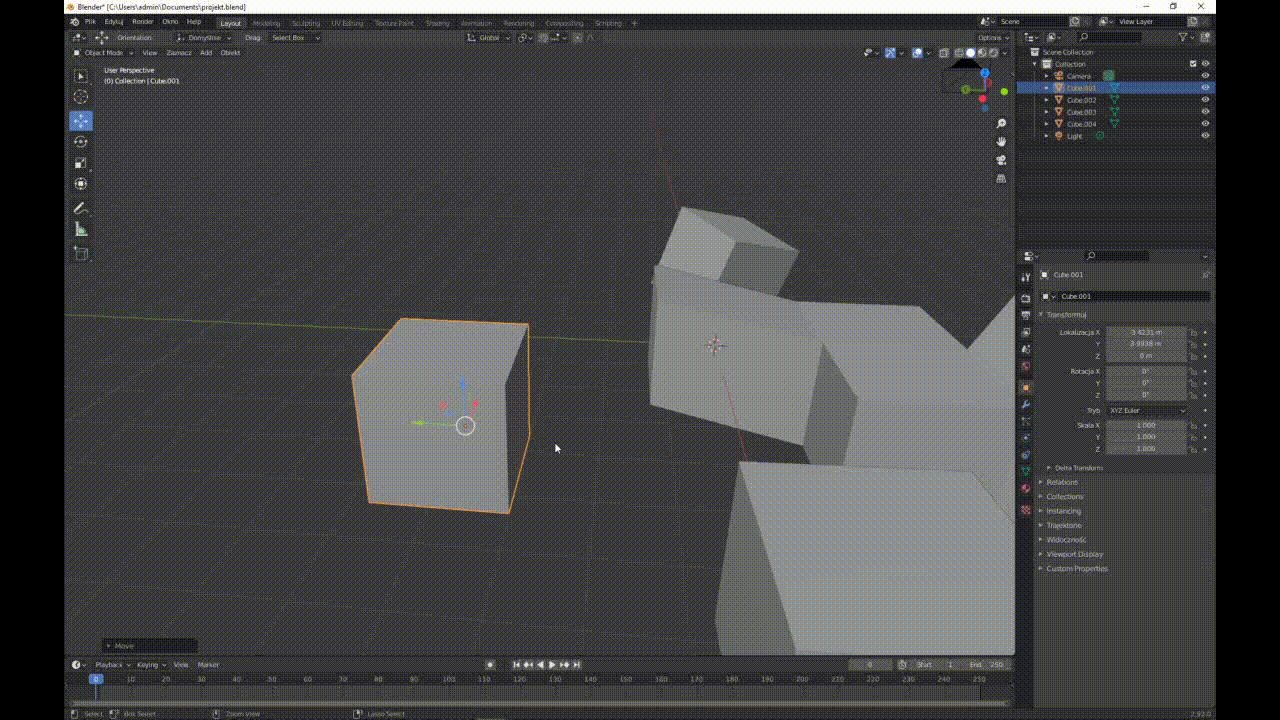 Blender* [C:\Users\admin\Documents\projekt.blend]
Plik Edytuj Render Okno Help Layout Modeling Sculpting UV Editing Texture Paint Shading Animation Rendering Compositing Scripting + Scene View Layer
Orientation: Domyślnie Drag: Select Box Global Options
Object Mode View Zaznacz Add Obiekt
User Perspective
(0) Collection | Cube.001
Scene Collection
Collection
Camera
Cube.001
Cube.002
Cube.003
Cube.004
Light
Cube.001
Cube.001
Transformuj
Lokalizacja X -3.4231 m
Y 3.9938 m
Z 0 m
Rotacja X 0°
Y 0°
Z 0°
Tryb XYZ Euler
Skala X 1.000
Y 1.000
Z 1.000
Delta Transform
Relations
Collections
Instancing
Trajektorie
Widoczność
Viewport Display
Custom Properties
Move
Playback Keying View Marker 0 Start 1 End 250
0 10 20 30 40 50 60 70 80 90 100 110 120 130 140 150 160 170 180 190 200 210 220 230 240 250
Select Box Select Zoom View Lasso Select 2.92.0